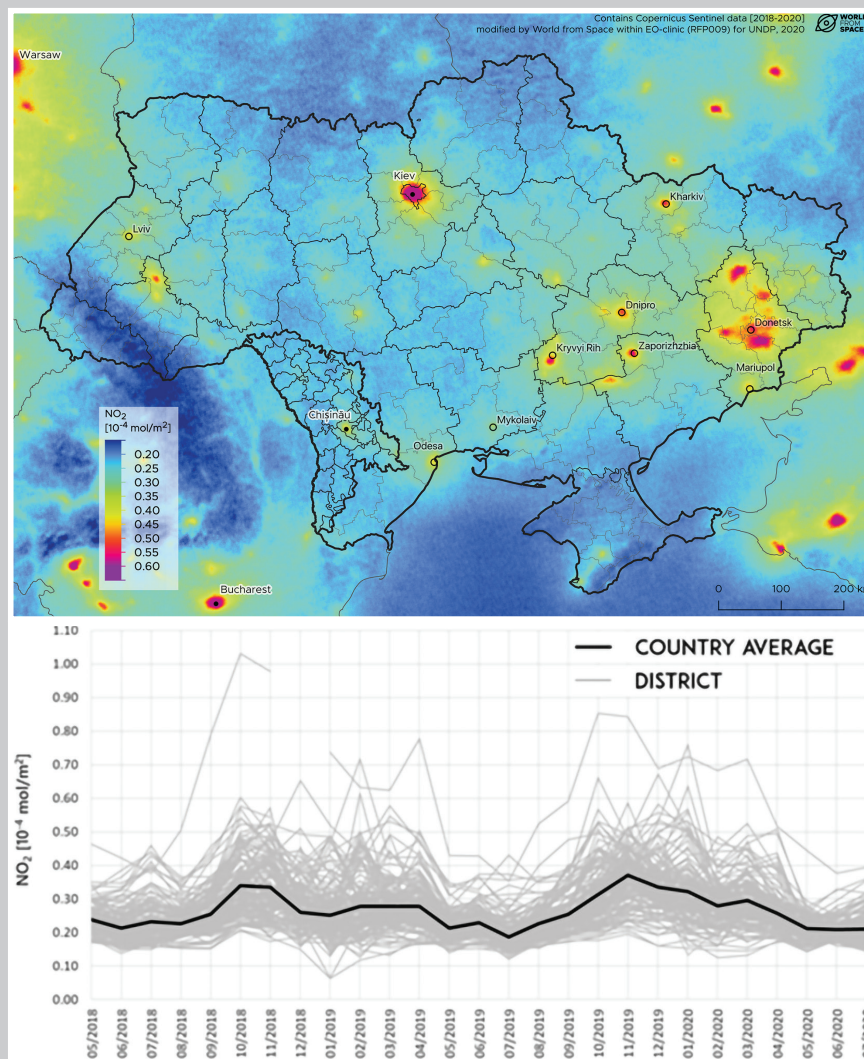 Contains Copernicus Sentinel data [2018-2020]
modified by World from Space within EO-clinic (RFP009) for UNDP, 2020
WORLD
FROM
SPACE
Warsaw
Kiev
Kharkiv
Lviv
Dnipro
Donetsk
Kryvyi Rih
Zaporizhzhia
Mariupol
Chişinău
Mykolaiv
Odesa
Bucharest
NO₂
[10⁻⁴ mol/m²]
0.20
0.25
0.30
0.35
0.40
0.45
0.50
0.55
0.60
0 100 200 km
COUNTRY AVERAGE
DISTRICT
NO₂ [10⁻⁴ mol/m²]
1.10
1.00
0.90
0.80
0.70
0.60
0.50
0.40
0.30
0.20
0.10
0.00
05/2018
06/2018
07/2018
08/2018
09/2018
10/2018
11/2018
12/2018
01/2019
02/2019
03/2019
04/2019
05/2019
06/2019
07/2019
08/2019
09/2019
10/2019
11/2019
12/2019
01/2020
02/2020
03/2020
04/2020
05/2020
06/2020